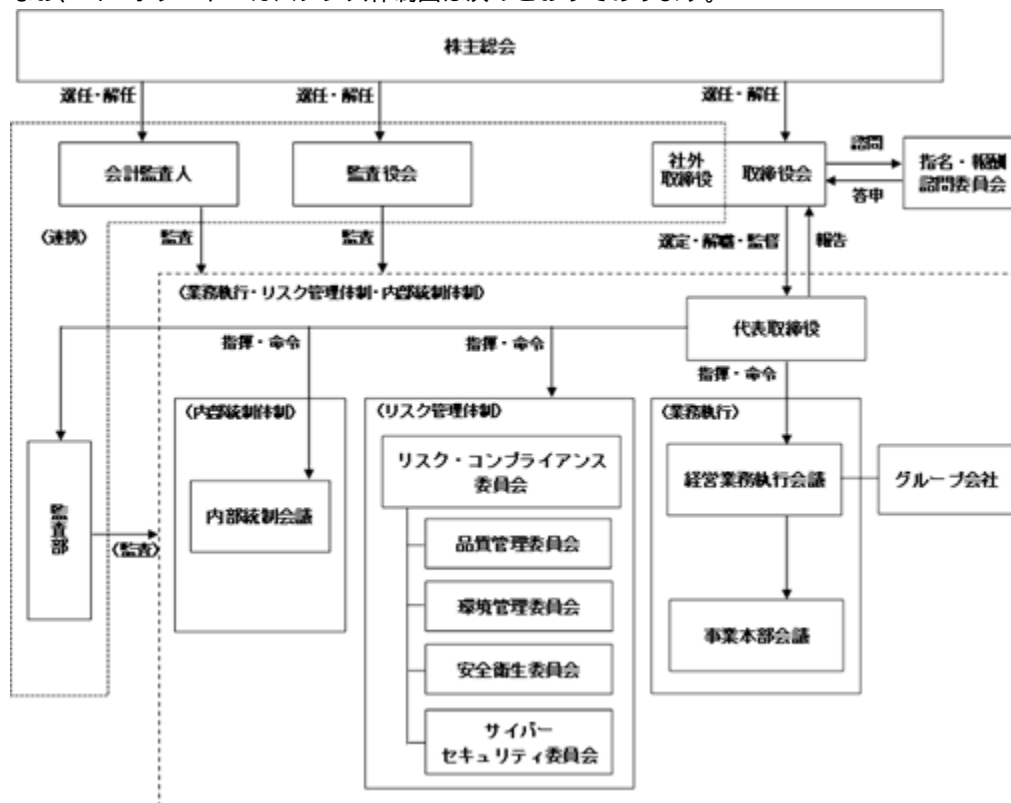 株主総会
選任・解任
選任・解任
選任・解任
会計監査人
監査役会
社外
取締役
取締役会
諮問
答申
指名・報酬
諮問委員会
〈連携〉
監査
監査
選定・解職・監督
報告
〈業務執行・リスク管理体制・内部統制体制〉
代表取締役
指揮・命令
指揮・命令
指揮・命令
〈内部統制体制〉
〈リスク管理体制〉
〈業務執行〉
監査部
〈監査〉
内部統制会議
リスク・コンプライアンス
委員会
品質管理委員会
環境管理委員会
安全衛生委員会
サイバー
セキュリティ委員会
経営業務執行会議
グループ会社
事業本部会議